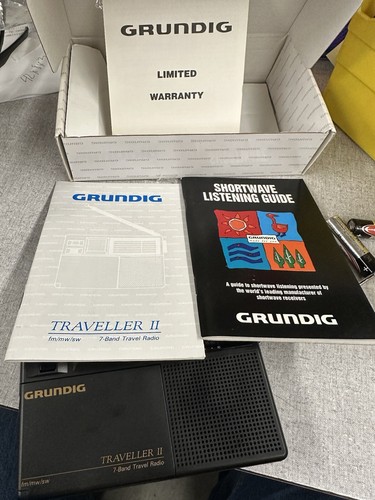 GRUNDIG
LIMITED
WARRANTY
GRUNDIG
TRAVELLER II
fm/mw/sw 7-Band Travel Radio
SHORTWAVE
LISTENING GUIDE
GRUNDIG
A guide to shortwave listening presented by
the world's leading manufacturer of
shortwave receivers
GRUNDIG
GRUNDIG
TRAVELLER II
7-Band Travel Radio
fm/mw/sw